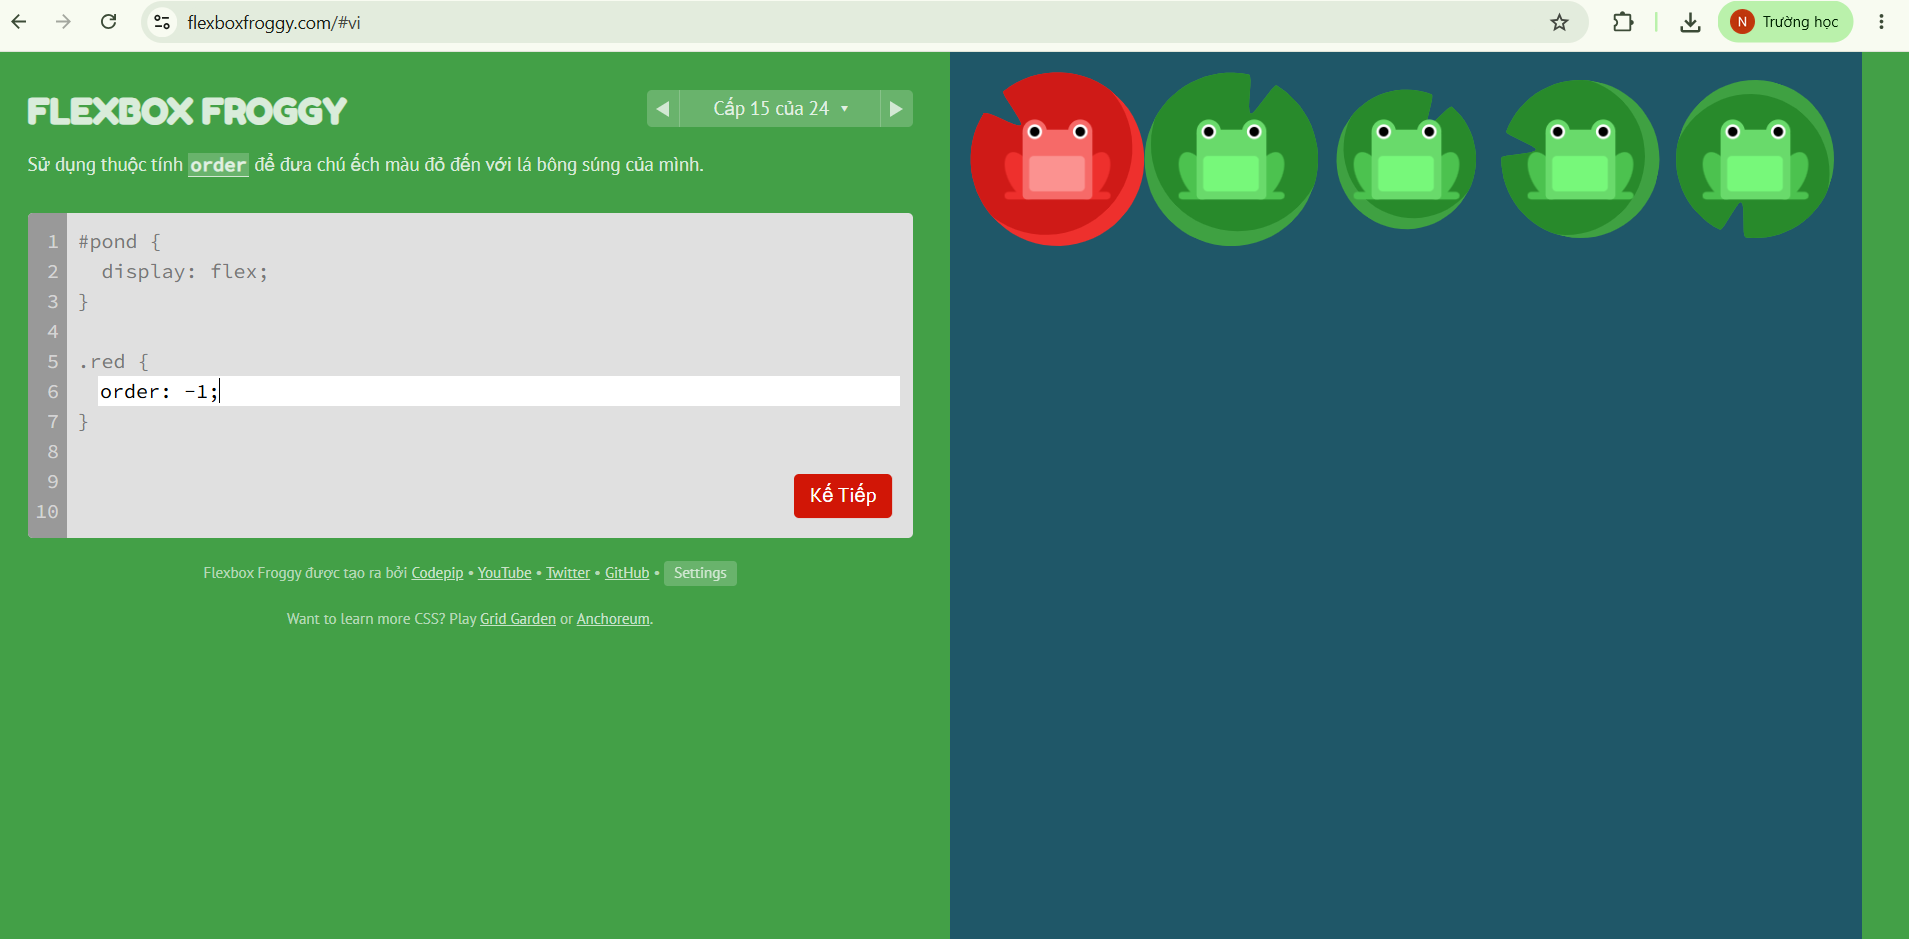 flexboxfroggy.com/#vi
N Trường học
FLEXBOX FROGGY
Cấp 15 của 24
Sử dụng thuộc tính order để đưa chú ếch màu đỏ đến với lá bông súng của mình.
1 #pond {
2 display: flex;
3 }
4
5 .red {
6 order: -1;
7 }
8
9
10
Kế Tiếp
Flexbox Froggy được tạo ra bởi Codepip • YouTube • Twitter • GitHub • Settings
Want to learn more CSS? Play Grid Garden or Anchoreum.